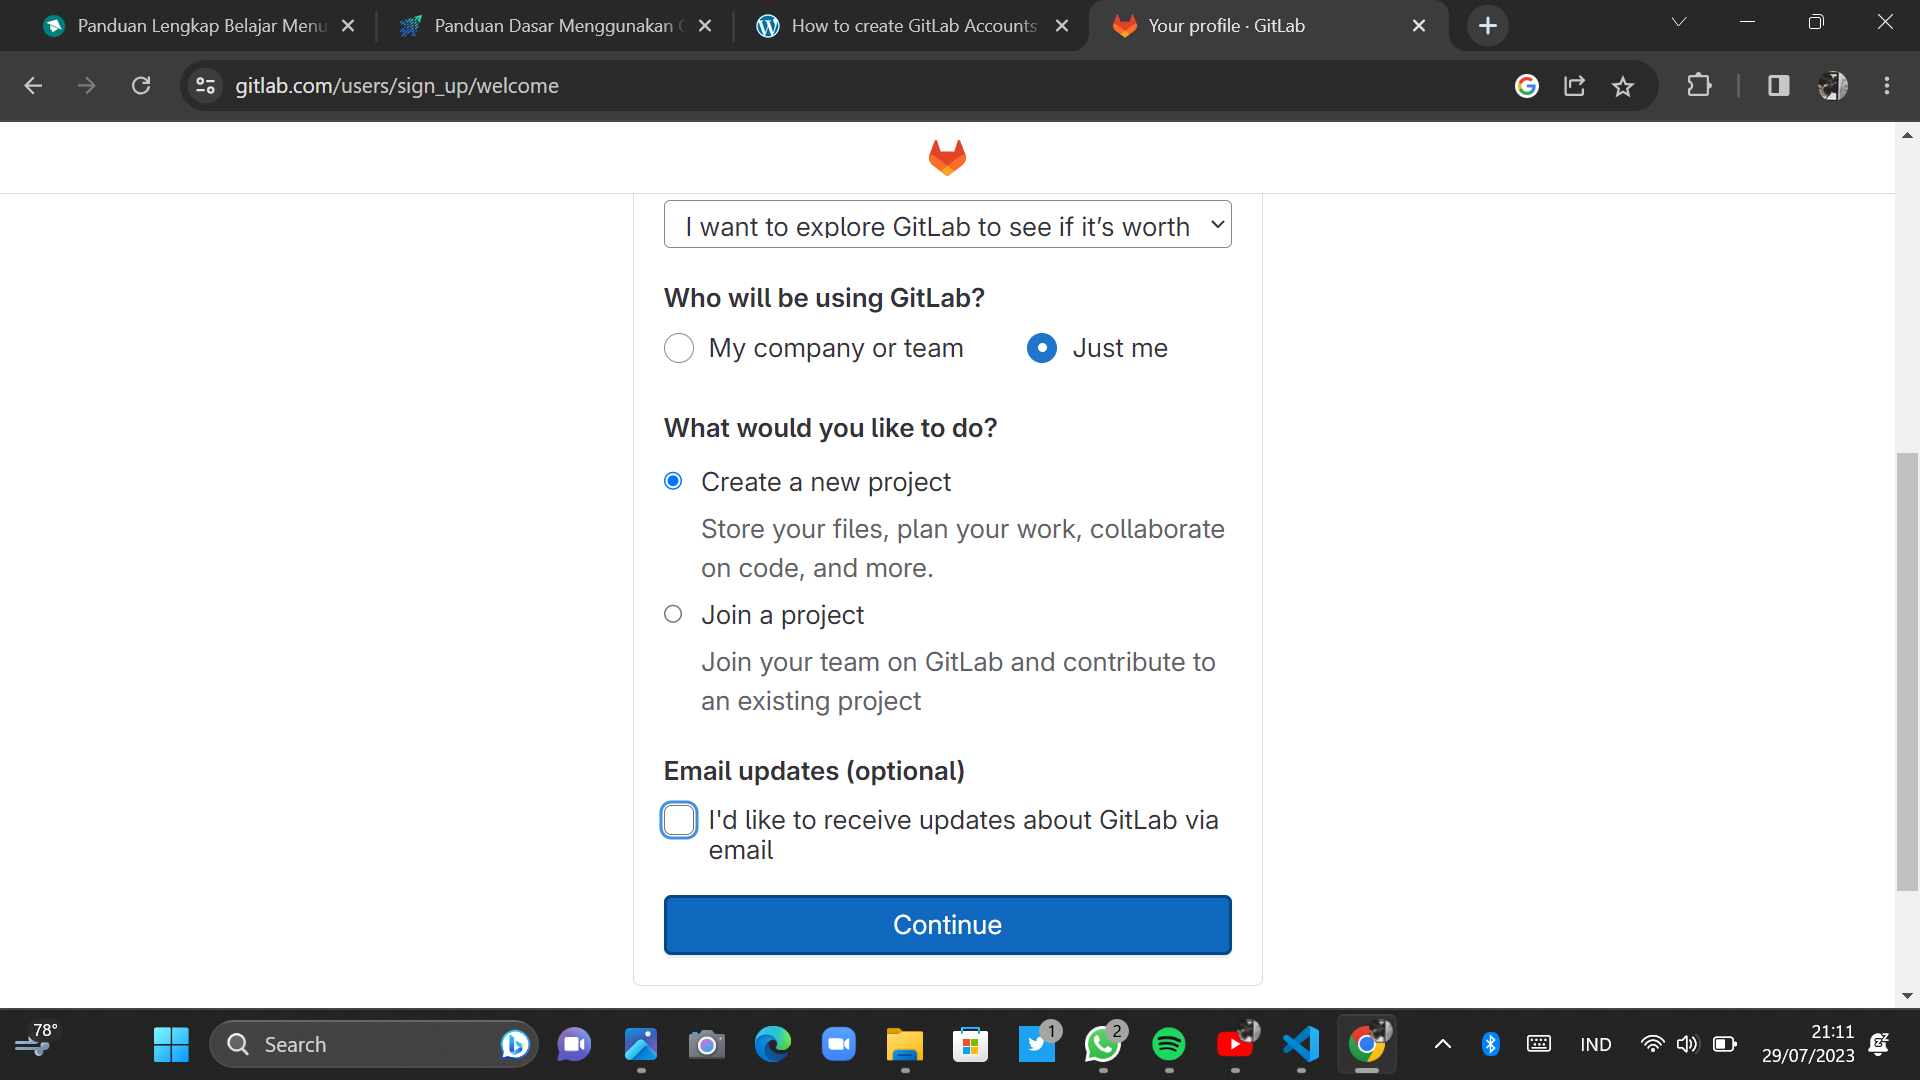 Panduan Lengkap Belajar Menu
Panduan Dasar Menggunakan
How to create GitLab Accounts
Your profile · GitLab
gitlab.com/users/sign_up/welcome
I want to explore GitLab to see if it’s worth
Who will be using GitLab?
My company or team
Just me
What would you like to do?
Create a new project
Store your files, plan your work, collaborate
on code, and more.
Join a project
Join your team on GitLab and contribute to
an existing project
Email updates (optional)
I'd like to receive updates about GitLab via
email
Continue
78°
Search
1
2
IND
21:11
29/07/2023